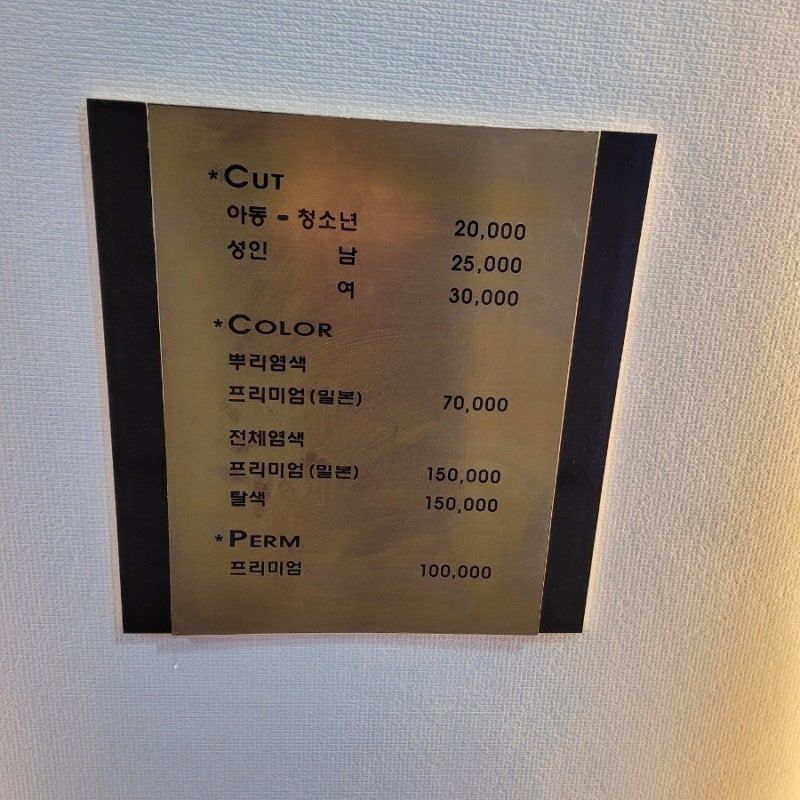 *CUT
아동 - 청소년 20,000
성인 남 25,000
여 30,000
*COLOR
뿌리염색
프리미엄(밀본) 70,000
전체염색
프리미엄(밀본) 150,000
탈색 150,000
*PERM
프리미엄 100,000